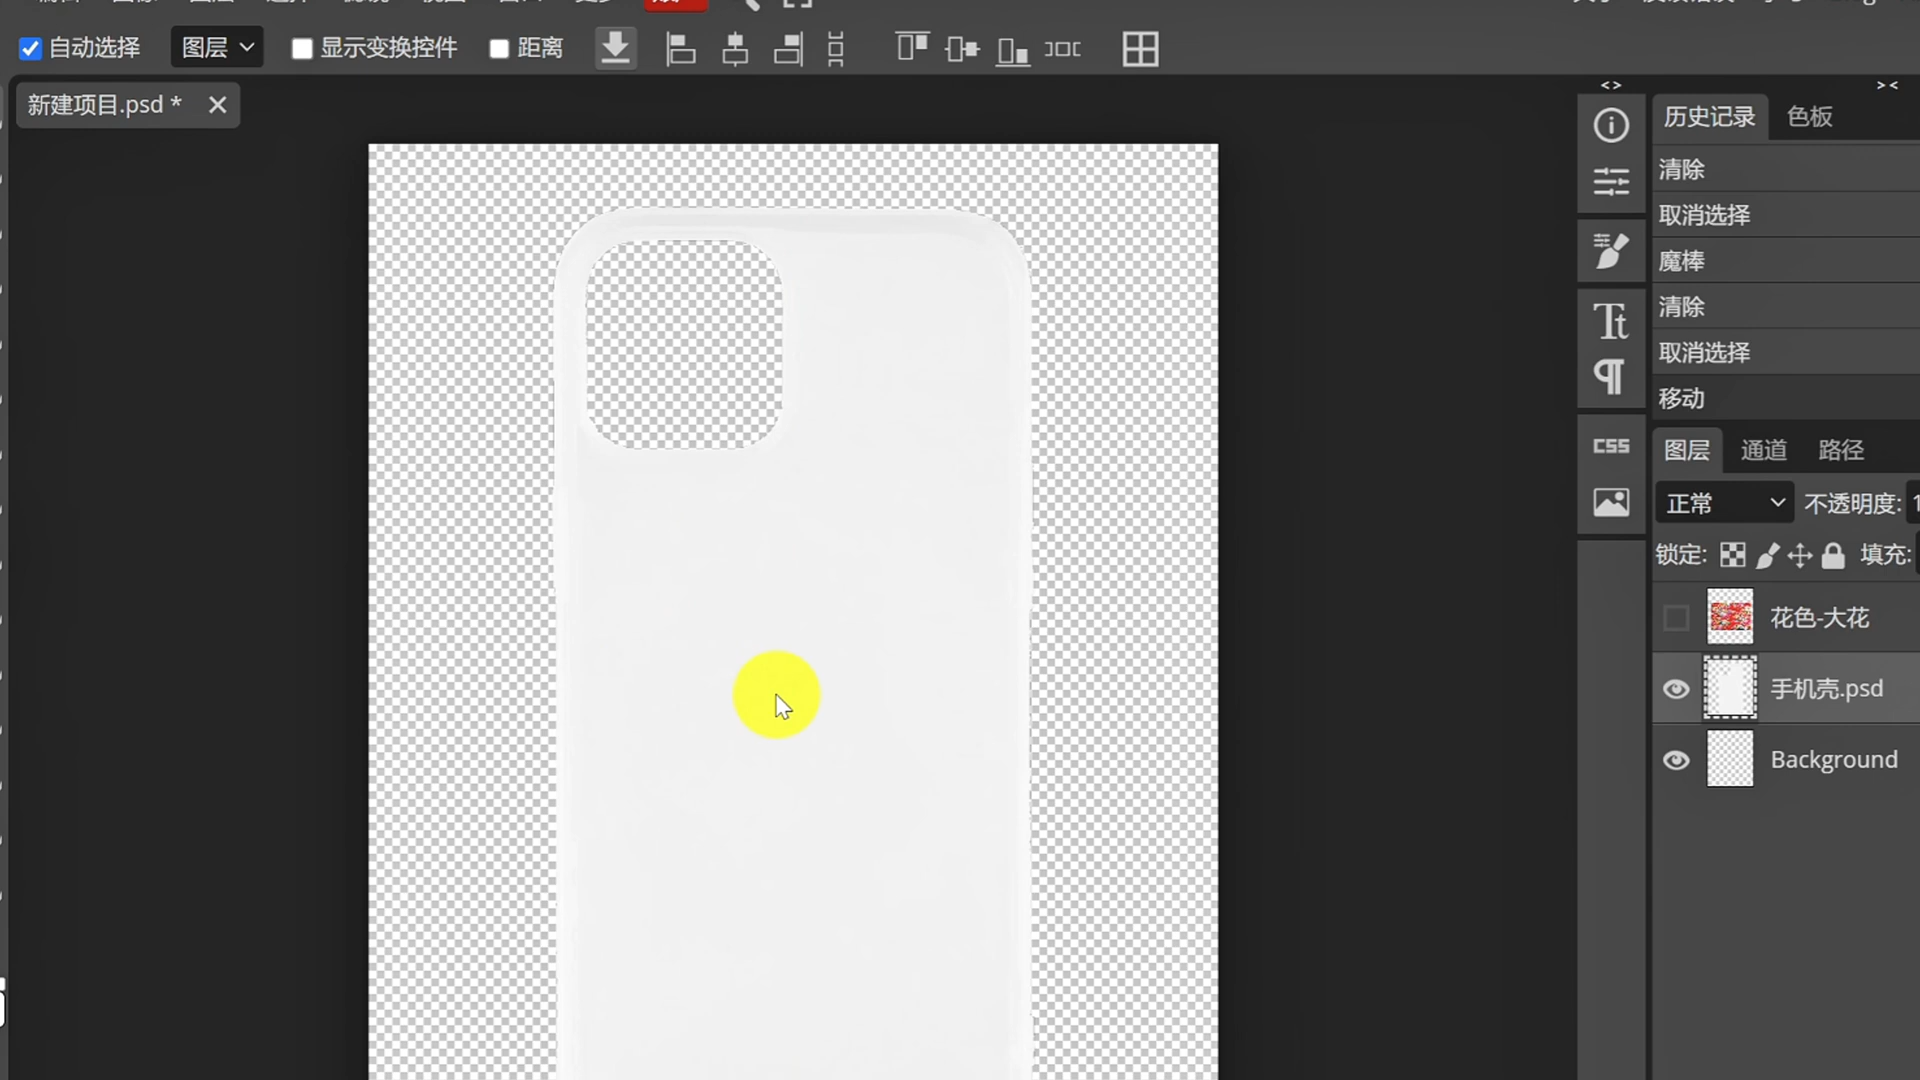 自动选择 图层 显示变换控件 距离
新建项目.psd *
历史记录 色板
清除
取消选择
魔棒
清除
取消选择
移动
CSS
图层 通道 路径
正常 不透明度:
锁定: 填充:
花色-大花
手机壳.psd
Background